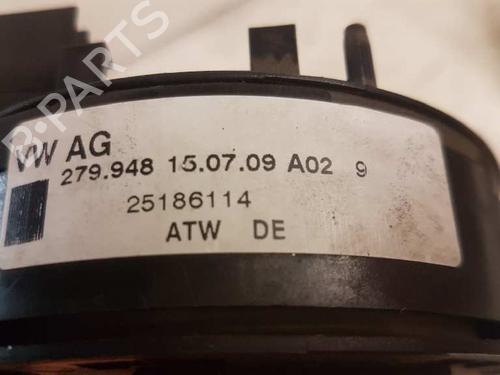 B-PARTS
VW AG
279.948 15.07.09 A02 9
25186114
ATW DE